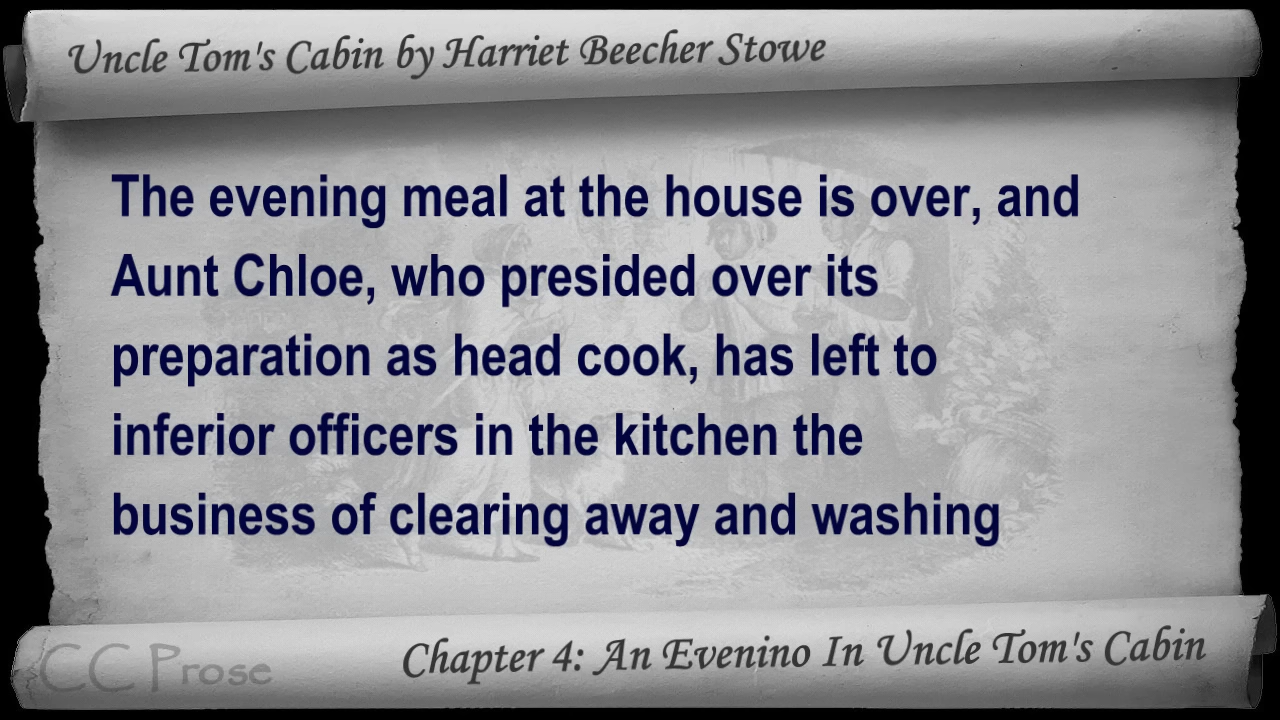 Uncle Tom's Cabin by Harriet Beecher Stowe
The evening meal at the house is over, and
Aunt Chloe, who presided over its
preparation as head cook, has left to
inferior officers in the kitchen the
business of clearing away and washing
CC Prose
Chapter 4: An Evenino In Uncle Tom's Cabin